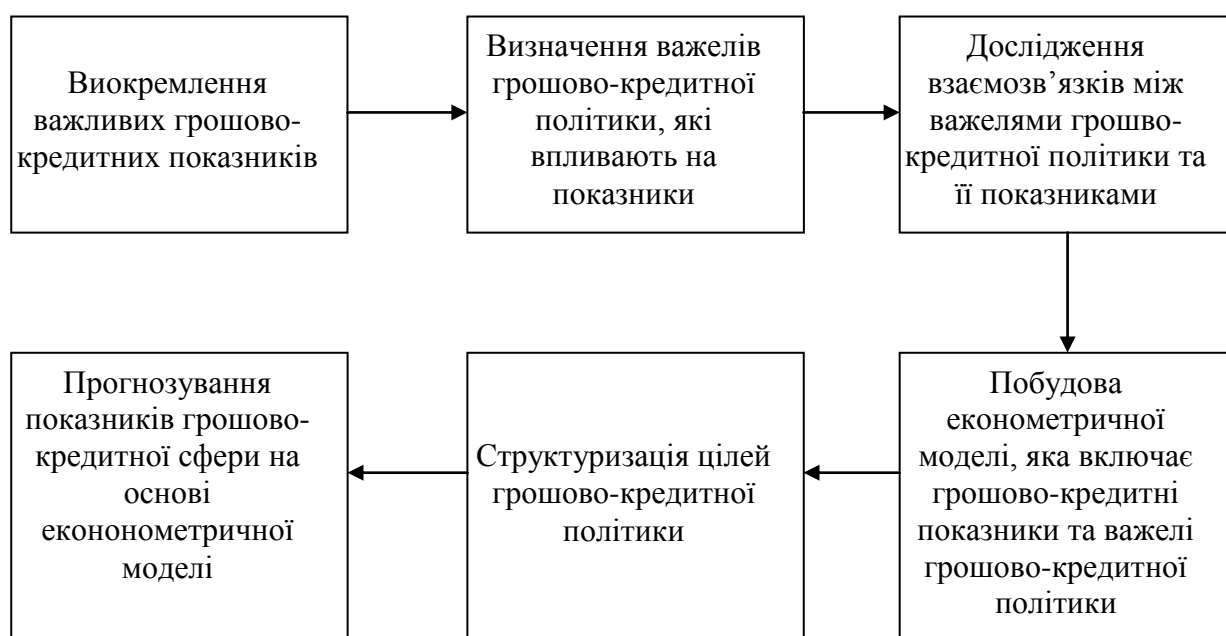 Виокремлення
важливих грошово-
кредитних показників
Визначення важелів
грошово-кредитної
політики, які
впливають на
показники
Дослідження
взаємозв’язків між
важелями грошво-
кредитної політики та
її показниками
Побудова
економетричної
моделі, яка включає
грошово-кредитні
показники та важелі
грошово-кредитної
політики
Структуризація цілей
грошово-кредитної
політики
Прогнозування
показників грошово-
кредитної сфери на
основі
економонометричної
моделі